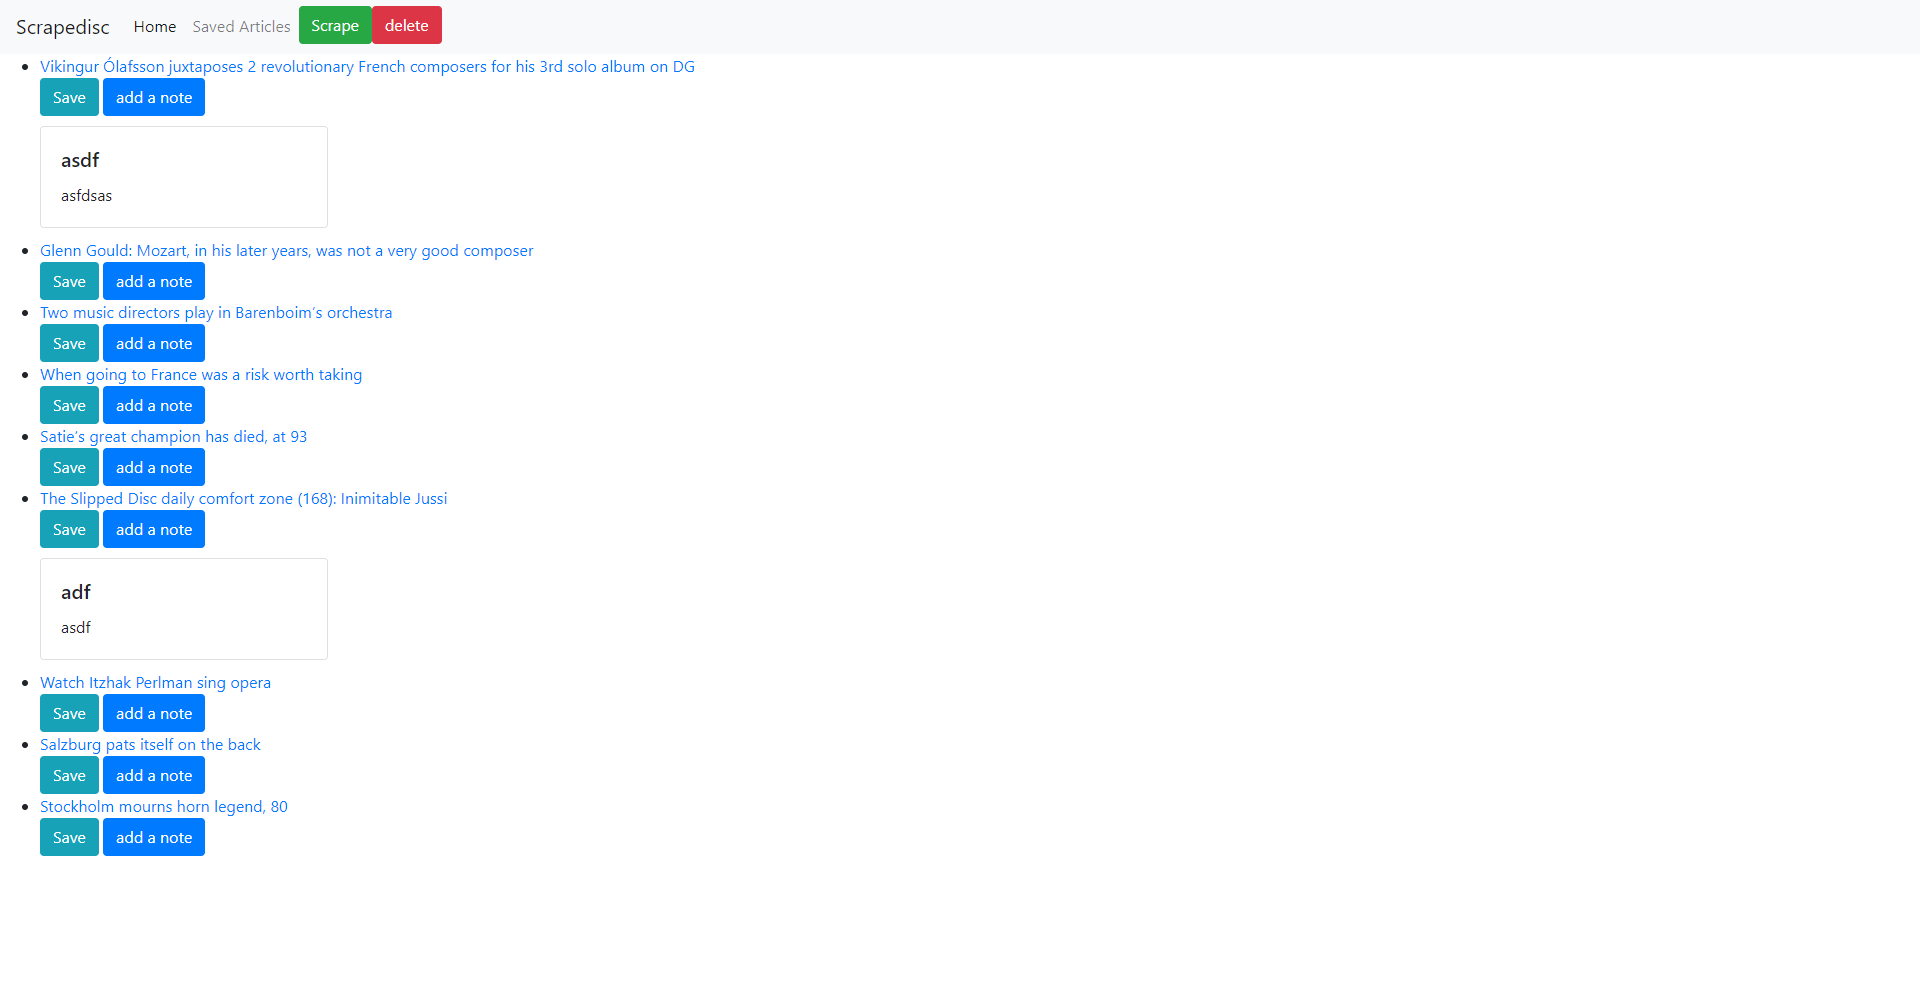 Scrapedisc Home Saved Articles Scrape delete
Vikingur Ólafsson juxtaposes 2 revolutionary French composers for his 3rd solo album on DG
Save add a note
asdf
asfdsas
Glenn Gould: Mozart, in his later years, was not a very good composer
Save add a note
Two music directors play in Barenboim’s orchestra
Save add a note
When going to France was a risk worth taking
Save add a note
Satie’s great champion has died, at 93
Save add a note
The Slipped Disc daily comfort zone (168): Inimitable Jussi
Save add a note
adf
asdf
Watch Itzhak Perlman sing opera
Save add a note
Salzburg pats itself on the back
Save add a note
Stockholm mourns horn legend, 80
Save add a note